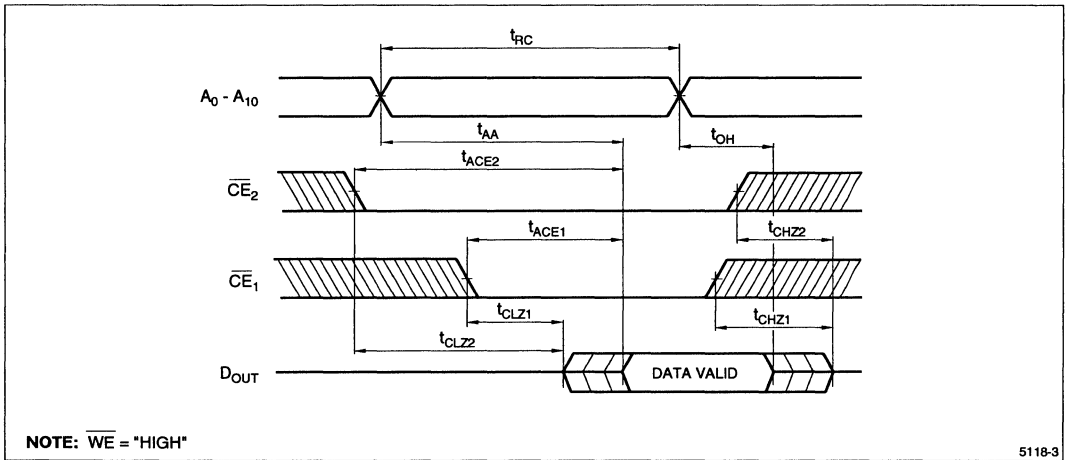 tRC
A0 - A10
tAA
tOH
tACE2
CE2
tACE1
tCHZ2
CE1
tCLZ1
tCHZ1
tCLZ2
DOUT
DATA VALID
NOTE: WE = "HIGH"
5118-3